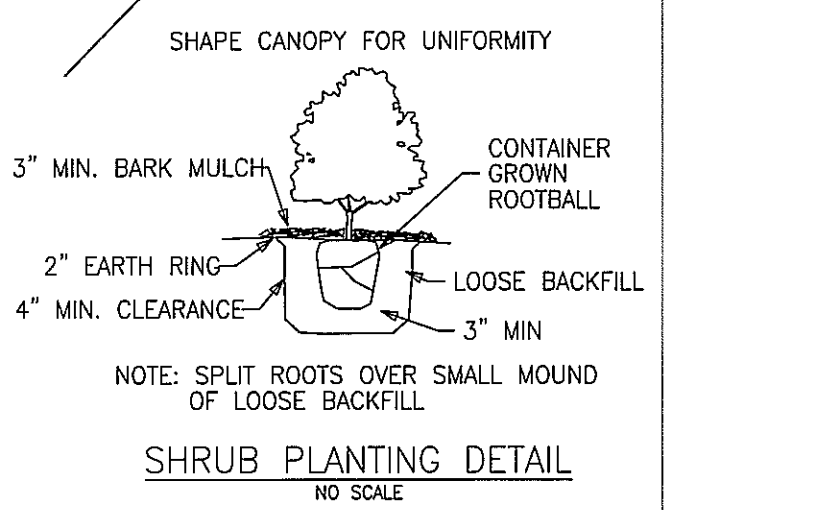 SHAPE CANOPY FOR UNIFORMITY
3" MIN. BARK MULCH
CONTAINER
GROWN
ROOTBALL
2" EARTH RING
LOOSE BACKFILL
4" MIN. CLEARANCE
3" MIN
NOTE: SPLIT ROOTS OVER SMALL MOUND
OF LOOSE BACKFILL
SHRUB PLANTING DETAIL
NO SCALE